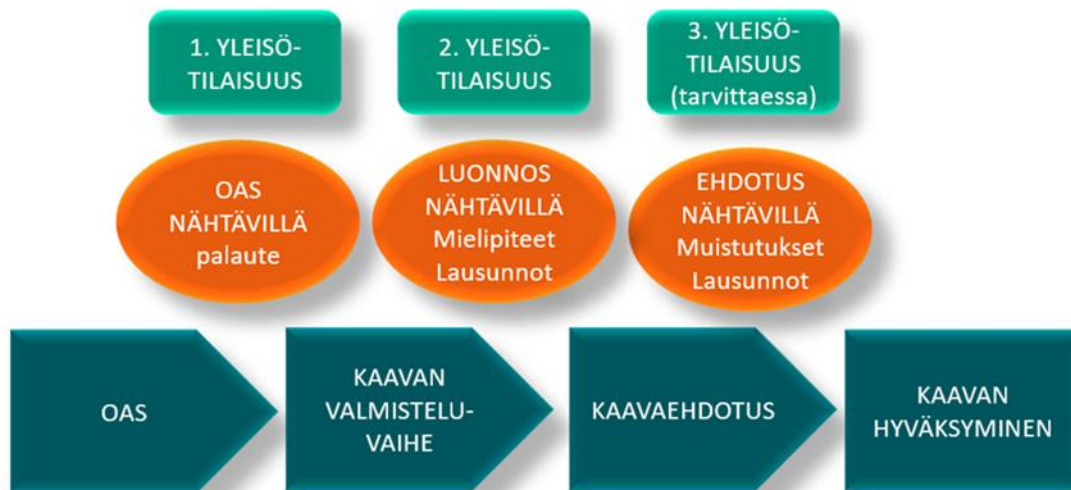 1. YLEISÖ-
TILAISUUS
2. YLEISÖ-
TILAISUUS
3. YLEISÖ-
TILAISUUS
(tarvittaessa)
OAS
NÄHTÄVILLÄ
palaute
LUONNOS
NÄHTÄVILLÄ
Mielipiteet
Lausunnot
EHDOTUS
NÄHTÄVILLÄ
Muistutukset
Lausunnot
OAS
KAAVAN
VALMISTELU-
VAIHE
KAAVAEHDOTUS
KAAVAN
HYVÄKSYMINEN